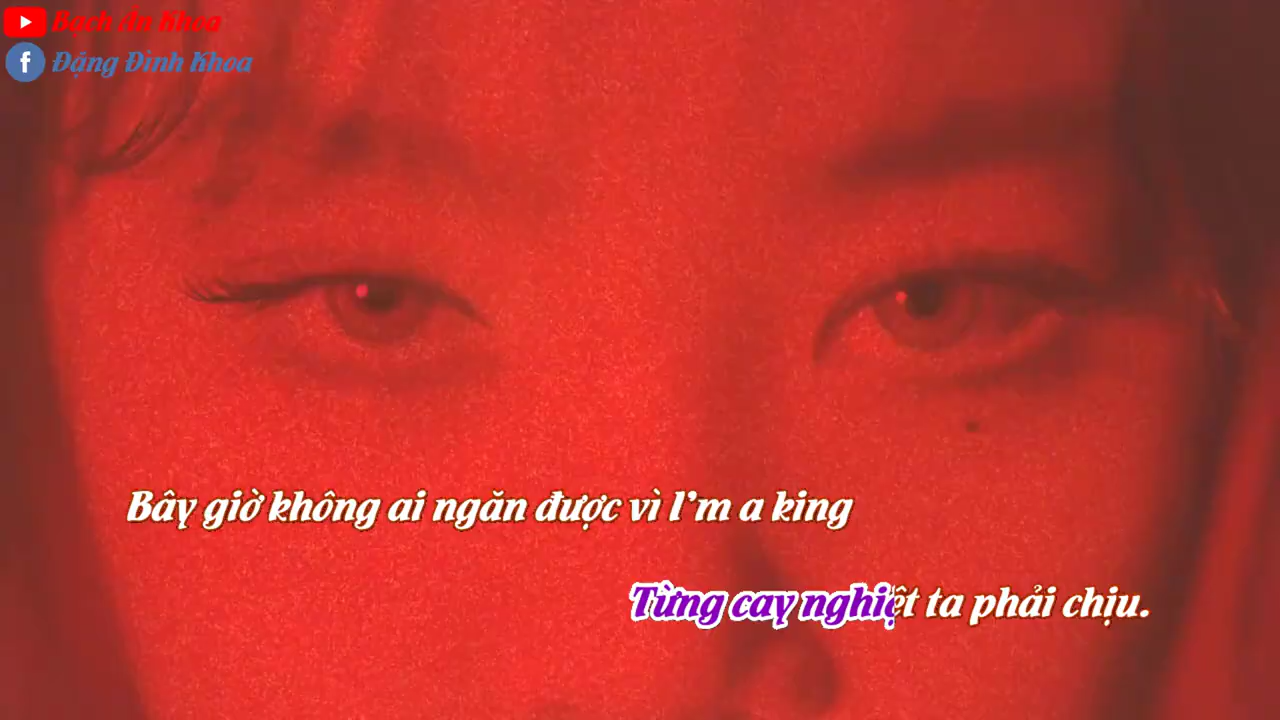 Bạch Ân Khoa
Đặng Đình Khoa
Bây giờ không ai ngăn được vì I'm a king
Từng cay nghiệt ta phải chịu.